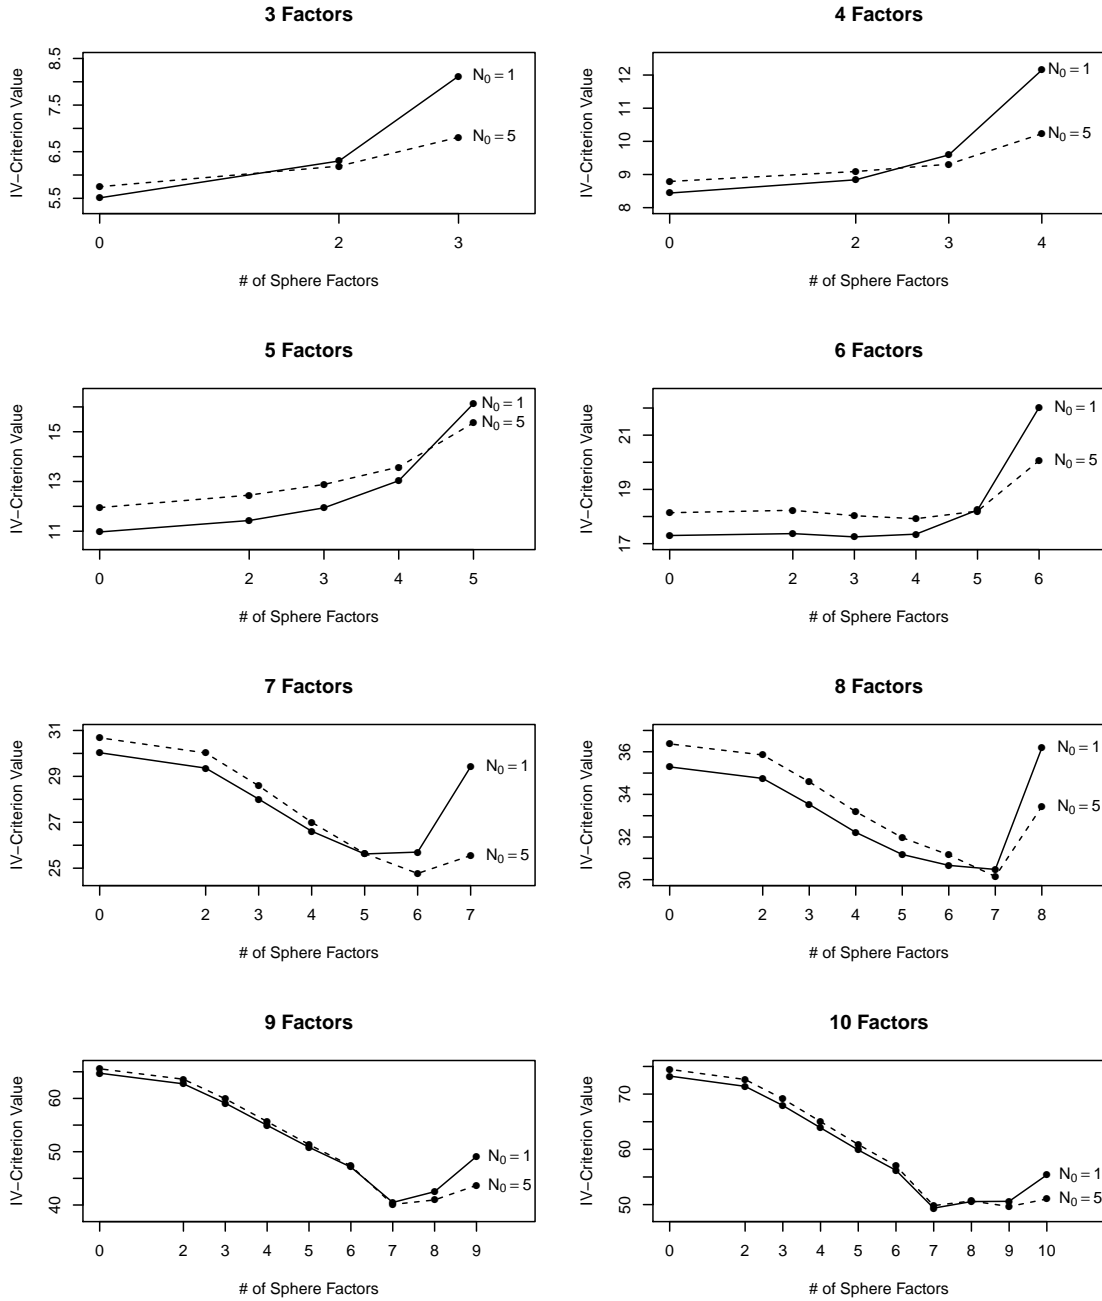 3 Factors
IV−Criterion Value
5.5 6.5 7.5 8.5
N₀ = 1
N₀ = 5
0 2 3
# of Sphere Factors
4 Factors
IV−Criterion Value
8 9 10 11 12
N₀ = 1
N₀ = 5
0 2 3 4
# of Sphere Factors
5 Factors
IV−Criterion Value
11 13 15
N₀ = 1
N₀ = 5
0 2 3 4 5
# of Sphere Factors
6 Factors
IV−Criterion Value
17 19 21
N₀ = 1
N₀ = 5
0 2 3 4 5 6
# of Sphere Factors
7 Factors
IV−Criterion Value
25 27 29 31
N₀ = 1
N₀ = 5
0 2 3 4 5 6 7
# of Sphere Factors
8 Factors
IV−Criterion Value
30 32 34 36
N₀ = 1
N₀ = 5
0 2 3 4 5 6 7 8
# of Sphere Factors
9 Factors
IV−Criterion Value
40 50 60
N₀ = 1
N₀ = 5
0 2 3 4 5 6 7 8 9
# of Sphere Factors
10 Factors
IV−Criterion Value
50 60 70
N₀ = 1
N₀ = 5
0 2 3 4 5 6 7 8 9 10
# of Sphere Factors